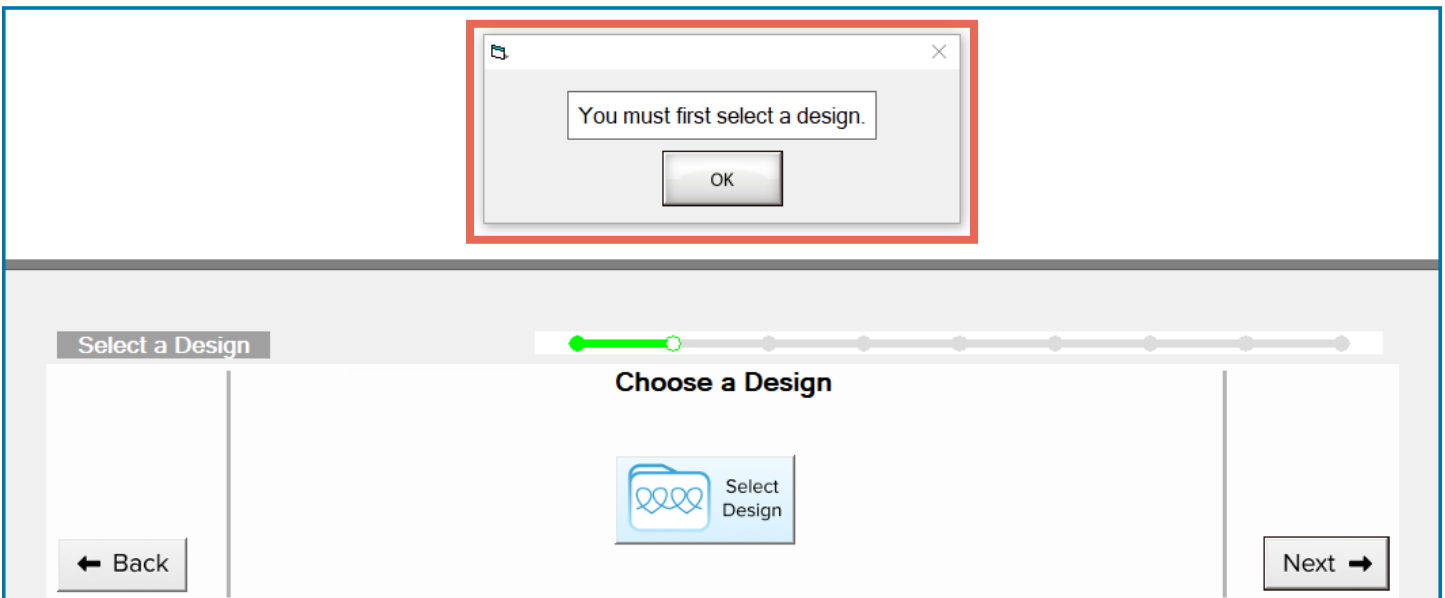 You must first select a design.
OK
Select a Design
Choose a Design
Select
Design
Back
Next